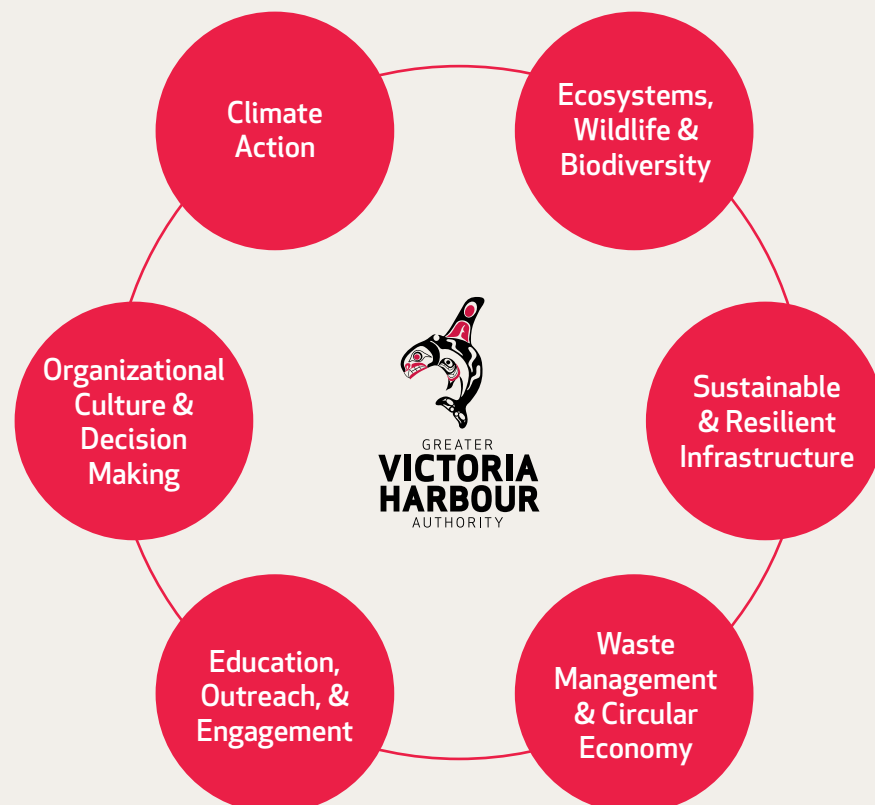 Climate
Action
Ecosystems,
Wildlife &
Biodiversity
Organizational
Culture &
Decision
Making
GREATER
VICTORIA
HARBOUR
AUTHORITY
Sustainable
& Resilient
Infrastructure
Education,
Outreach, &
Engagement
Waste
Management
& Circular
Economy